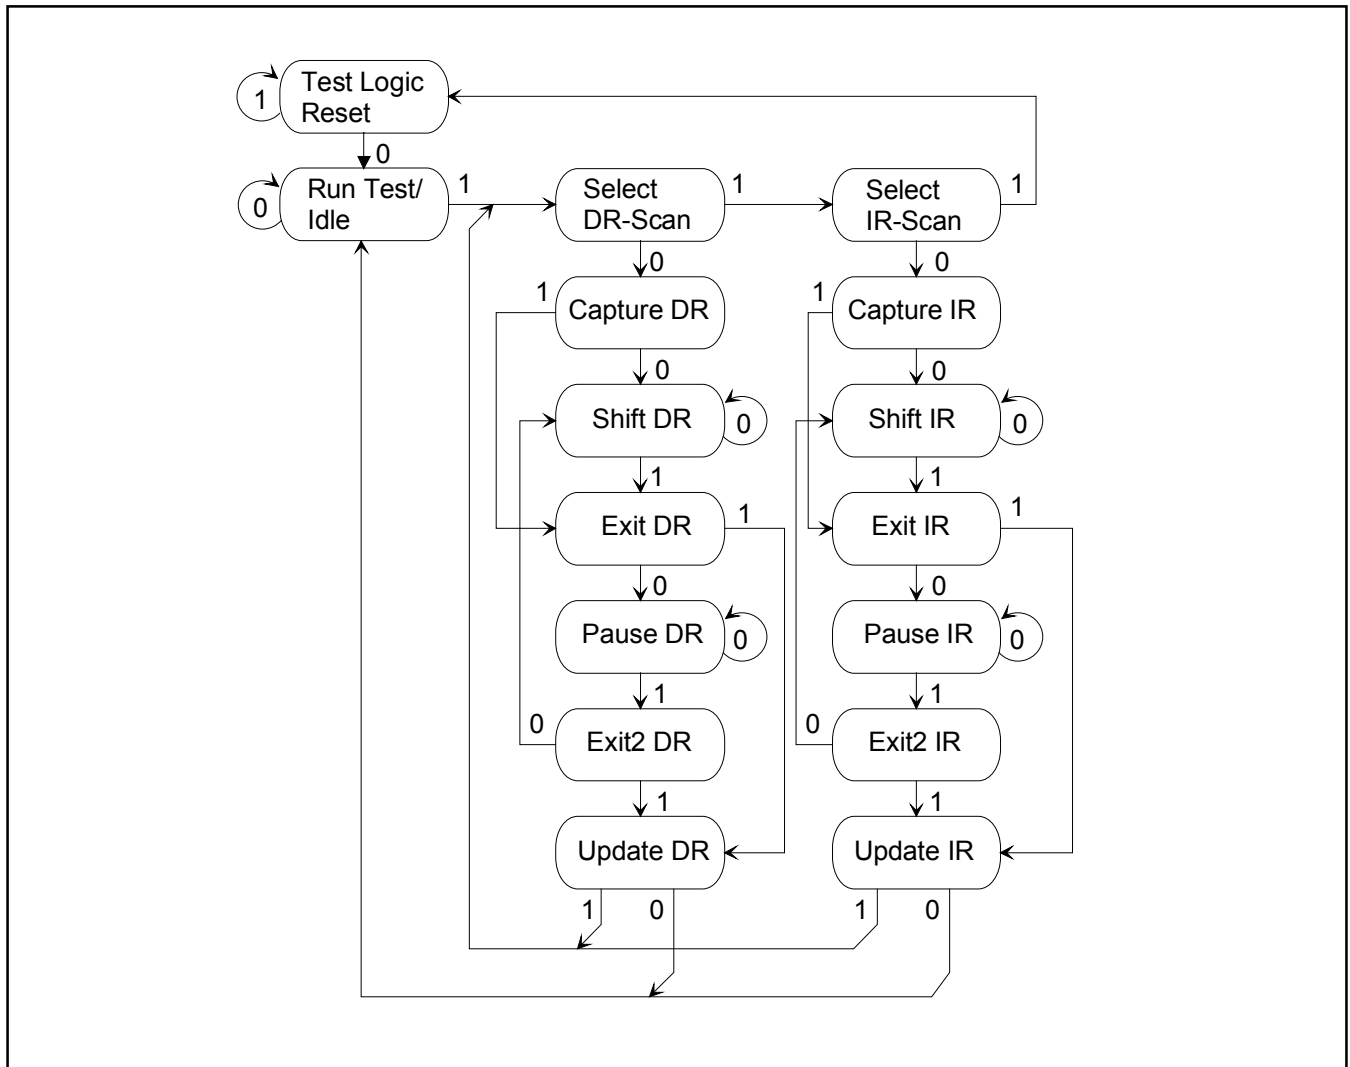 Test Logic
Reset
1
0
Run Test/
Idle
0
1
Select
DR-Scan
1
Select
IR-Scan
1
0
0
1
Capture DR
1
Capture IR
0
0
Shift DR
0
Shift IR
0
1
1
Exit DR
1
Exit IR
1
0
0
Pause DR
0
Pause IR
0
1
1
0
Exit2 DR
0
Exit2 IR
1
1
Update DR
Update IR
1
0
1
0